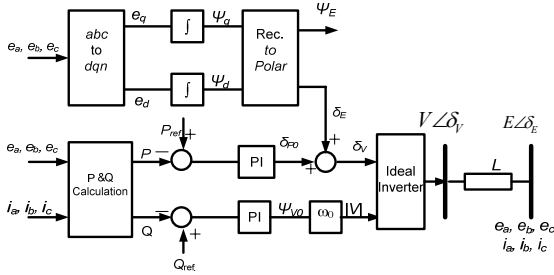 abc
to
dqn
e_q
∫
Ψ_q
Rec.
to
Polar
Ψ_E
e_a, e_b, e_c
e_d
∫
Ψ_d
P_ref
+
δ_E
V∠δ_V
E∠δ_E
e_a, e_b, e_c
P &Q
Calculation
P
−
PI
δ_P0
+
+
δ_V
Ideal
Inverter
L
i_a, i_b, i_c
Q
−
+
PI
Ψ_V0
ω_0
|V|
e_a, e_b, e_c
i_a, i_b, i_c
Q_ref.